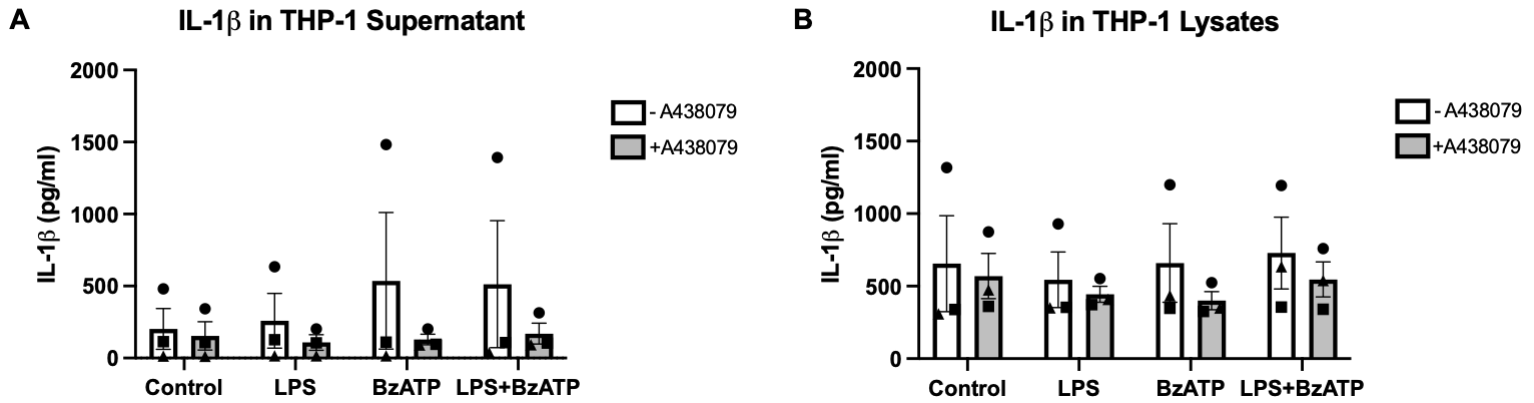 A
IL-1β in THP-1 Supernatant
IL-1β (pg/ml)
2000
1500
1000
500
0
Control
LPS
BzATP
LPS+BzATP
- A438079
+A438079
B
IL-1β in THP-1 Lysates
IL-1β (pg/ml)
2000
1500
1000
500
0
Control
LPS
BzATP
LPS+BzATP
- A438079
+A438079